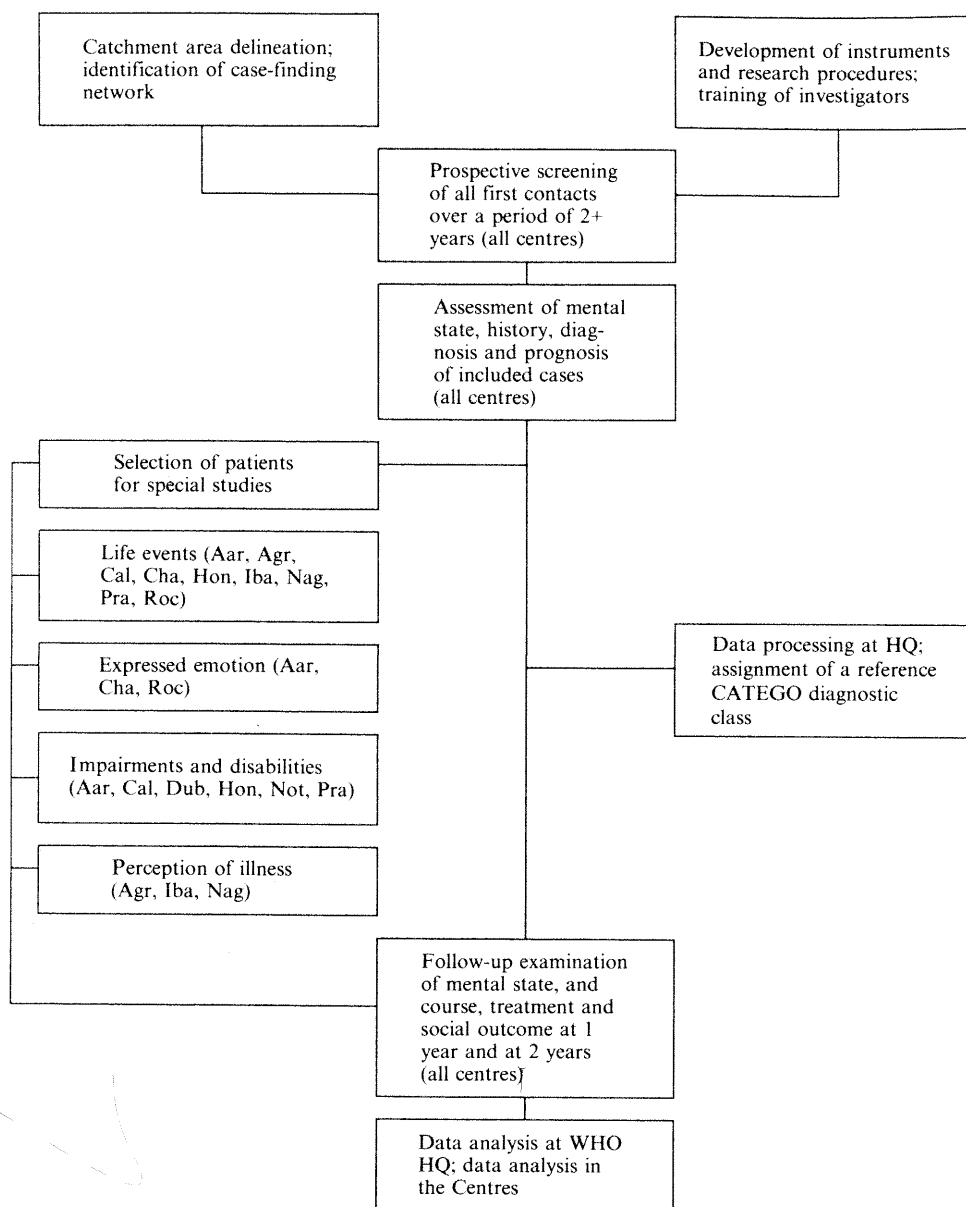 Catchment area delineation;
identification of case-finding
network
Development of instruments
and research procedures;
training of investigators
Prospective screening
of all first contacts
over a period of 2+
years (all centres)
Assessment of mental
state, history, diag-
nosis and prognosis
of included cases
(all centres)
Selection of patients
for special studies
Life events (Aar, Agr,
Cal, Cha, Hon, Iba, Nag,
Pra, Roc)
Expressed emotion (Aar,
Cha, Roc)
Data processing at HQ;
assignment of a reference
CATEGO diagnostic
class
Impairments and disabilities
(Aar, Cal, Dub, Hon, Not, Pra)
Perception of illness
(Agr, Iba, Nag)
Follow-up examination
of mental state, and
course, treatment and
social outcome at 1
year and at 2 years
(all centres)
Data analysis at WHO
HQ; data analysis in
the Centres